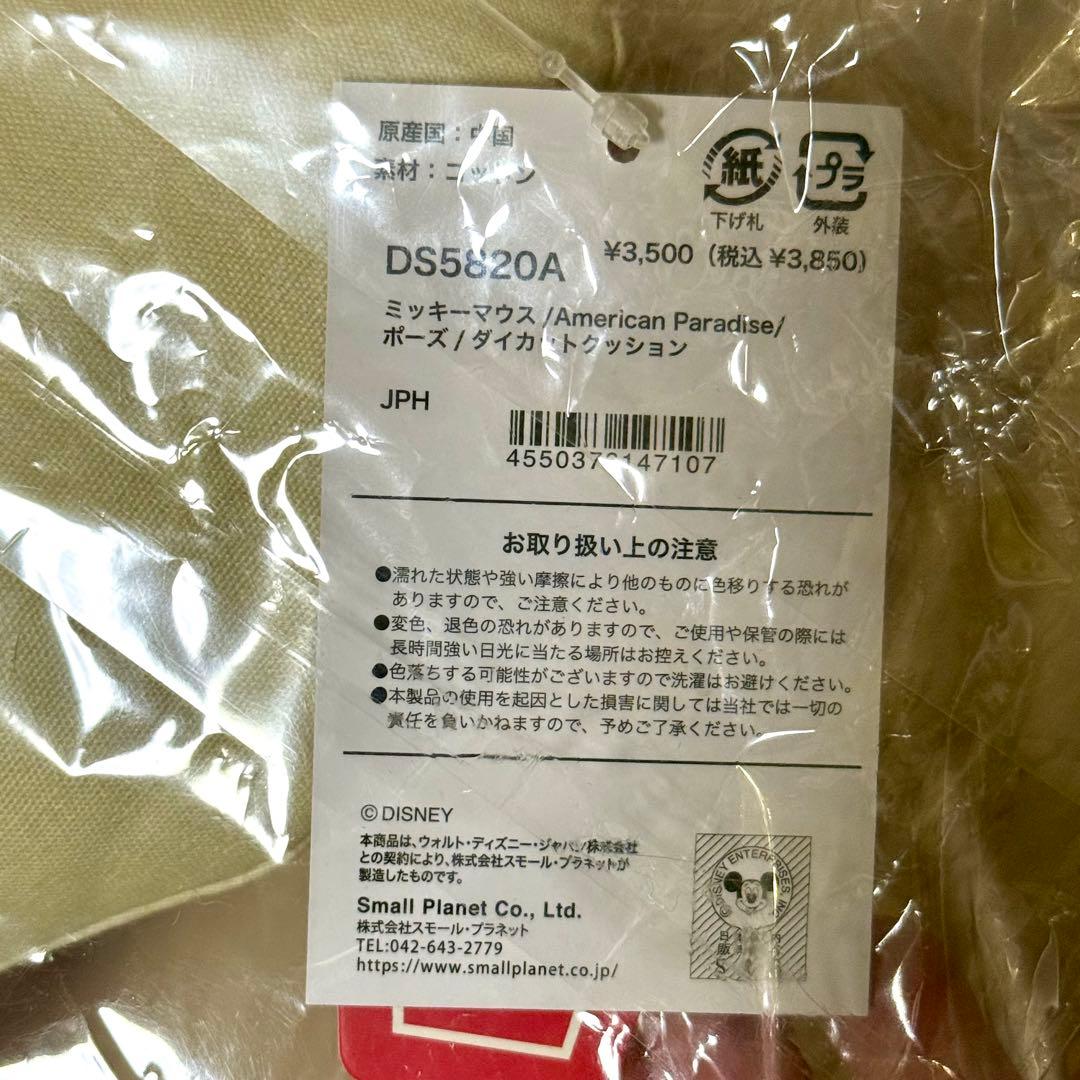 原産国：中国
素材：コットン
紙
下げ札
プラ
外装
DS5820A
¥3,500（税込 ¥3,850）
ミッキーマウス /American Paradise/
ポーズ / ダイカットクッション
JPH
お取り扱い上の注意
●濡れた状態や強い摩擦により他のものに色移りする恐れが
ありますので、ご注意ください。
●変色、退色の恐れがありますので、ご使用や保管の際には
長時間強い日光に当たる場所はお控えください。
●色落ちする可能性がございますので洗濯はお避けください。
●本製品の使用を起因とした損害に関しては当社では一切の
責任を負いかねますので、予めご了承ください。
©DISNEY
本商品は、ウォルト・ディズニー・ジャパン株式会社
との契約により、株式会社スモール・プラネットが
製造したものです。
Small Planet Co., Ltd.
株式会社スモール・プラネット
TEL:042-643-2779
https://www.smallplanet.co.jp/
©DISNEY ENTERPRISES INC.
日販
S